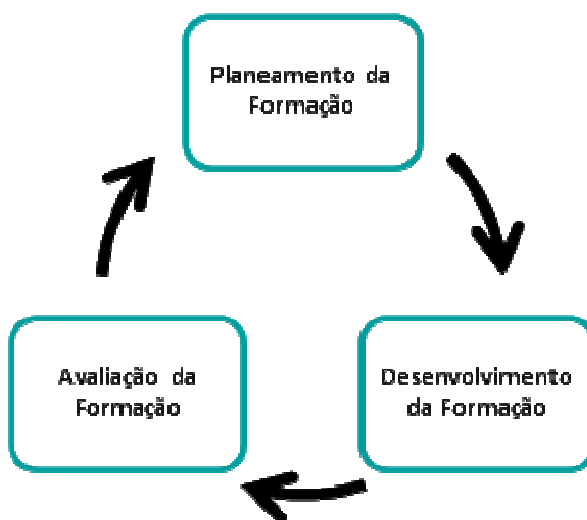 Planeamento da
Formação
Avaliação da
Formação
Desenvolvimento
da Formação